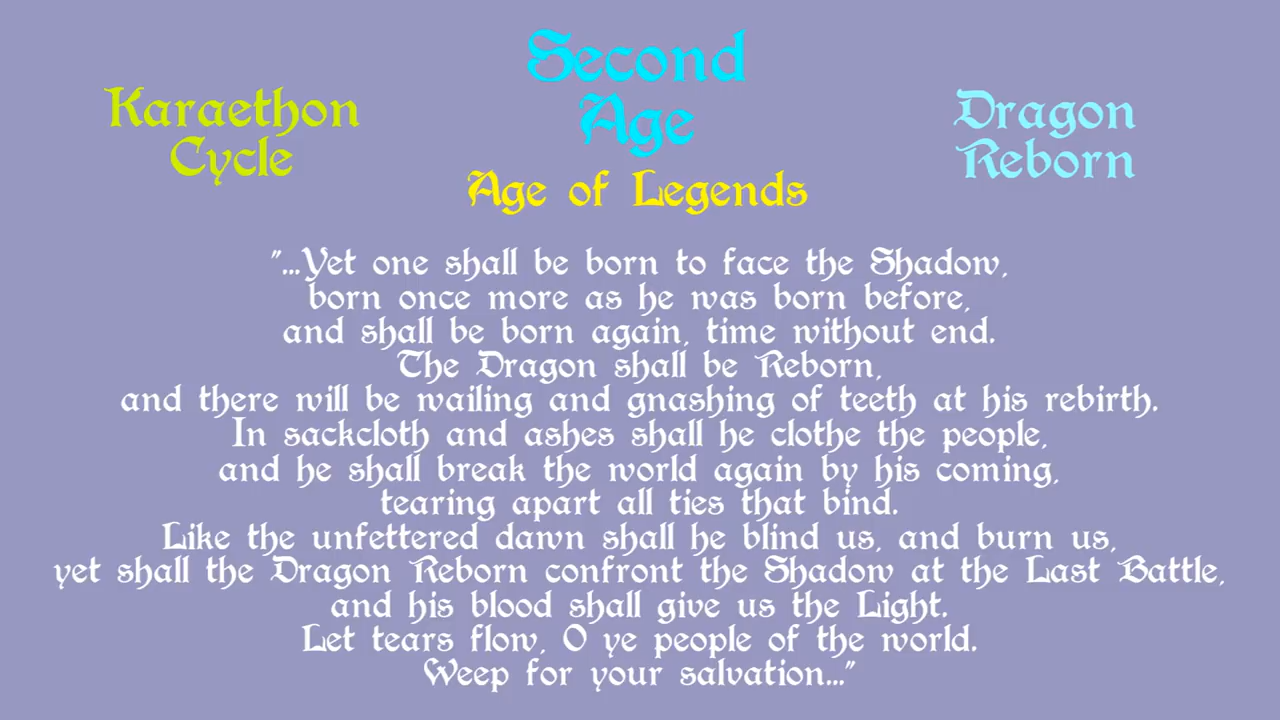 Second
Age
Karaethon
Cycle
Dragon
Reborn
Age of Legends
"...Yet one shall be born to face the Shadow,
born once more as he was born before,
and shall be born again, time without end.
The Dragon shall be Reborn,
and there will be wailing and gnashing of teeth at his rebirth.
In sackcloth and ashes shall he clothe the people,
and he shall break the world again by his coming,
tearing apart all ties that bind.
Like the unfettered dawn shall he blind us, and burn us,
yet shall the Dragon Reborn confront the Shadow at the Last Battle,
and his blood shall give us the Light.
Let tears flow, O ye people of the world.
Weep for your salvation..."